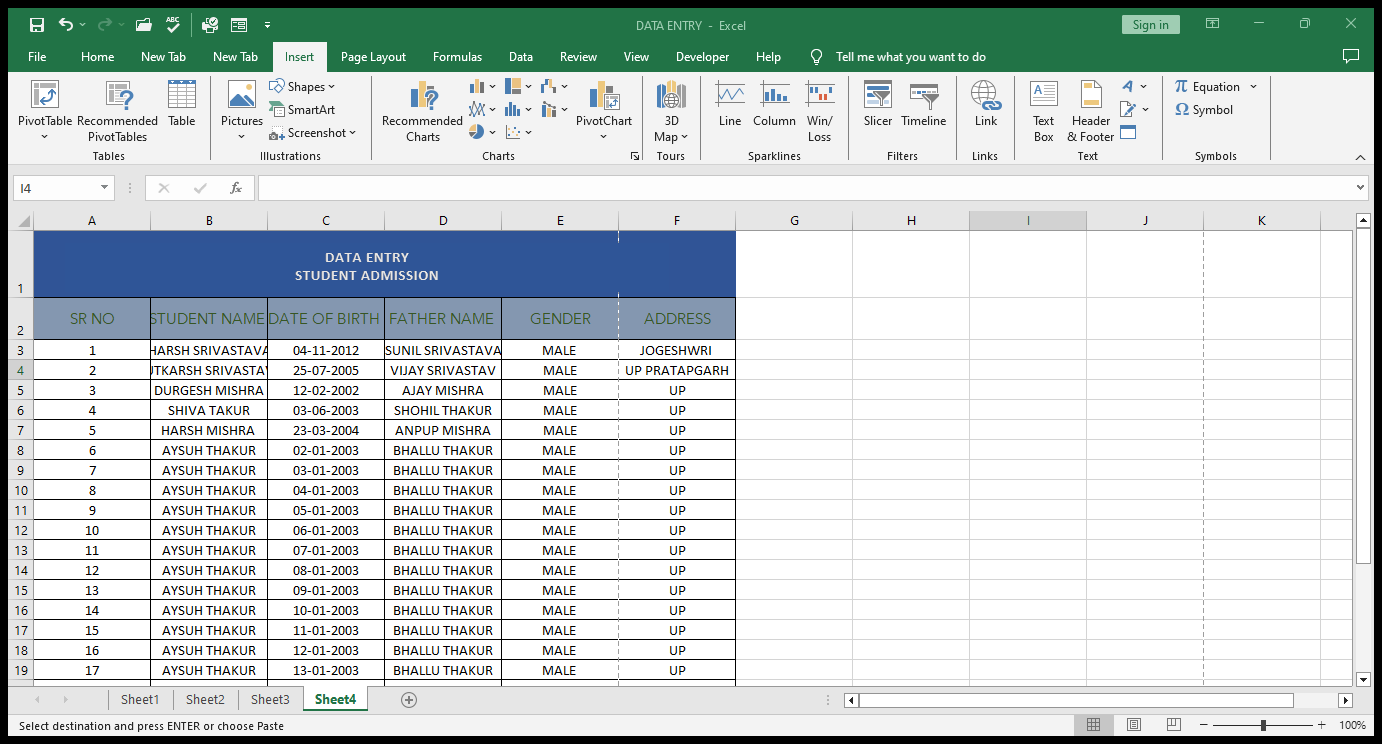 ABC
DATA ENTRY - Excel
Sign in
File Home New Tab New Tab Insert Page Layout Formulas Data Review View Developer Help Tell me what you want to do
PivotTable Recommended PivotTables Table
Tables
Pictures Shapes SmartArt Screenshot
Illustrations
Recommended Charts PivotChart
Charts
3D Map
Tours
Line Column Win/Loss
Sparklines
Slicer Timeline
Filters
Link
Links
Text Box Header & Footer
Text
π Equation
Ω Symbol
Symbols
I4 fx
A B C D E F G H I J K
1 DATA ENTRY
STUDENT ADMISSION
2 SR NO STUDENT NAME DATE OF BIRTH FATHER NAME GENDER ADDRESS
3 1 HARSH SRIVASTAVA 04-11-2012 SUNIL SRIVASTAVA MALE JOGESHWRI
4 2 UTKARSH SRIVASTAV 25-07-2005 VIJAY SRIVASTAV MALE UP PRATAPGARH
5 3 DURGESH MISHRA 12-02-2002 AJAY MISHRA MALE UP
6 4 SHIVA TAKUR 03-06-2003 SHOHIL THAKUR MALE UP
7 5 HARSH MISHRA 23-03-2004 ANPUP MISHRA MALE UP
8 6 AYSUH THAKUR 02-01-2003 BHALLU THAKUR MALE UP
9 7 AYSUH THAKUR 03-01-2003 BHALLU THAKUR MALE UP
10 8 AYSUH THAKUR 04-01-2003 BHALLU THAKUR MALE UP
11 9 AYSUH THAKUR 05-01-2003 BHALLU THAKUR MALE UP
12 10 AYSUH THAKUR 06-01-2003 BHALLU THAKUR MALE UP
13 11 AYSUH THAKUR 07-01-2003 BHALLU THAKUR MALE UP
14 12 AYSUH THAKUR 08-01-2003 BHALLU THAKUR MALE UP
15 13 AYSUH THAKUR 09-01-2003 BHALLU THAKUR MALE UP
16 14 AYSUH THAKUR 10-01-2003 BHALLU THAKUR MALE UP
17 15 AYSUH THAKUR 11-01-2003 BHALLU THAKUR MALE UP
18 16 AYSUH THAKUR 12-01-2003 BHALLU THAKUR MALE UP
19 17 AYSUH THAKUR 13-01-2003 BHALLU THAKUR MALE UP
Sheet1 Sheet2 Sheet3 Sheet4
Select destination and press ENTER or choose Paste 100%